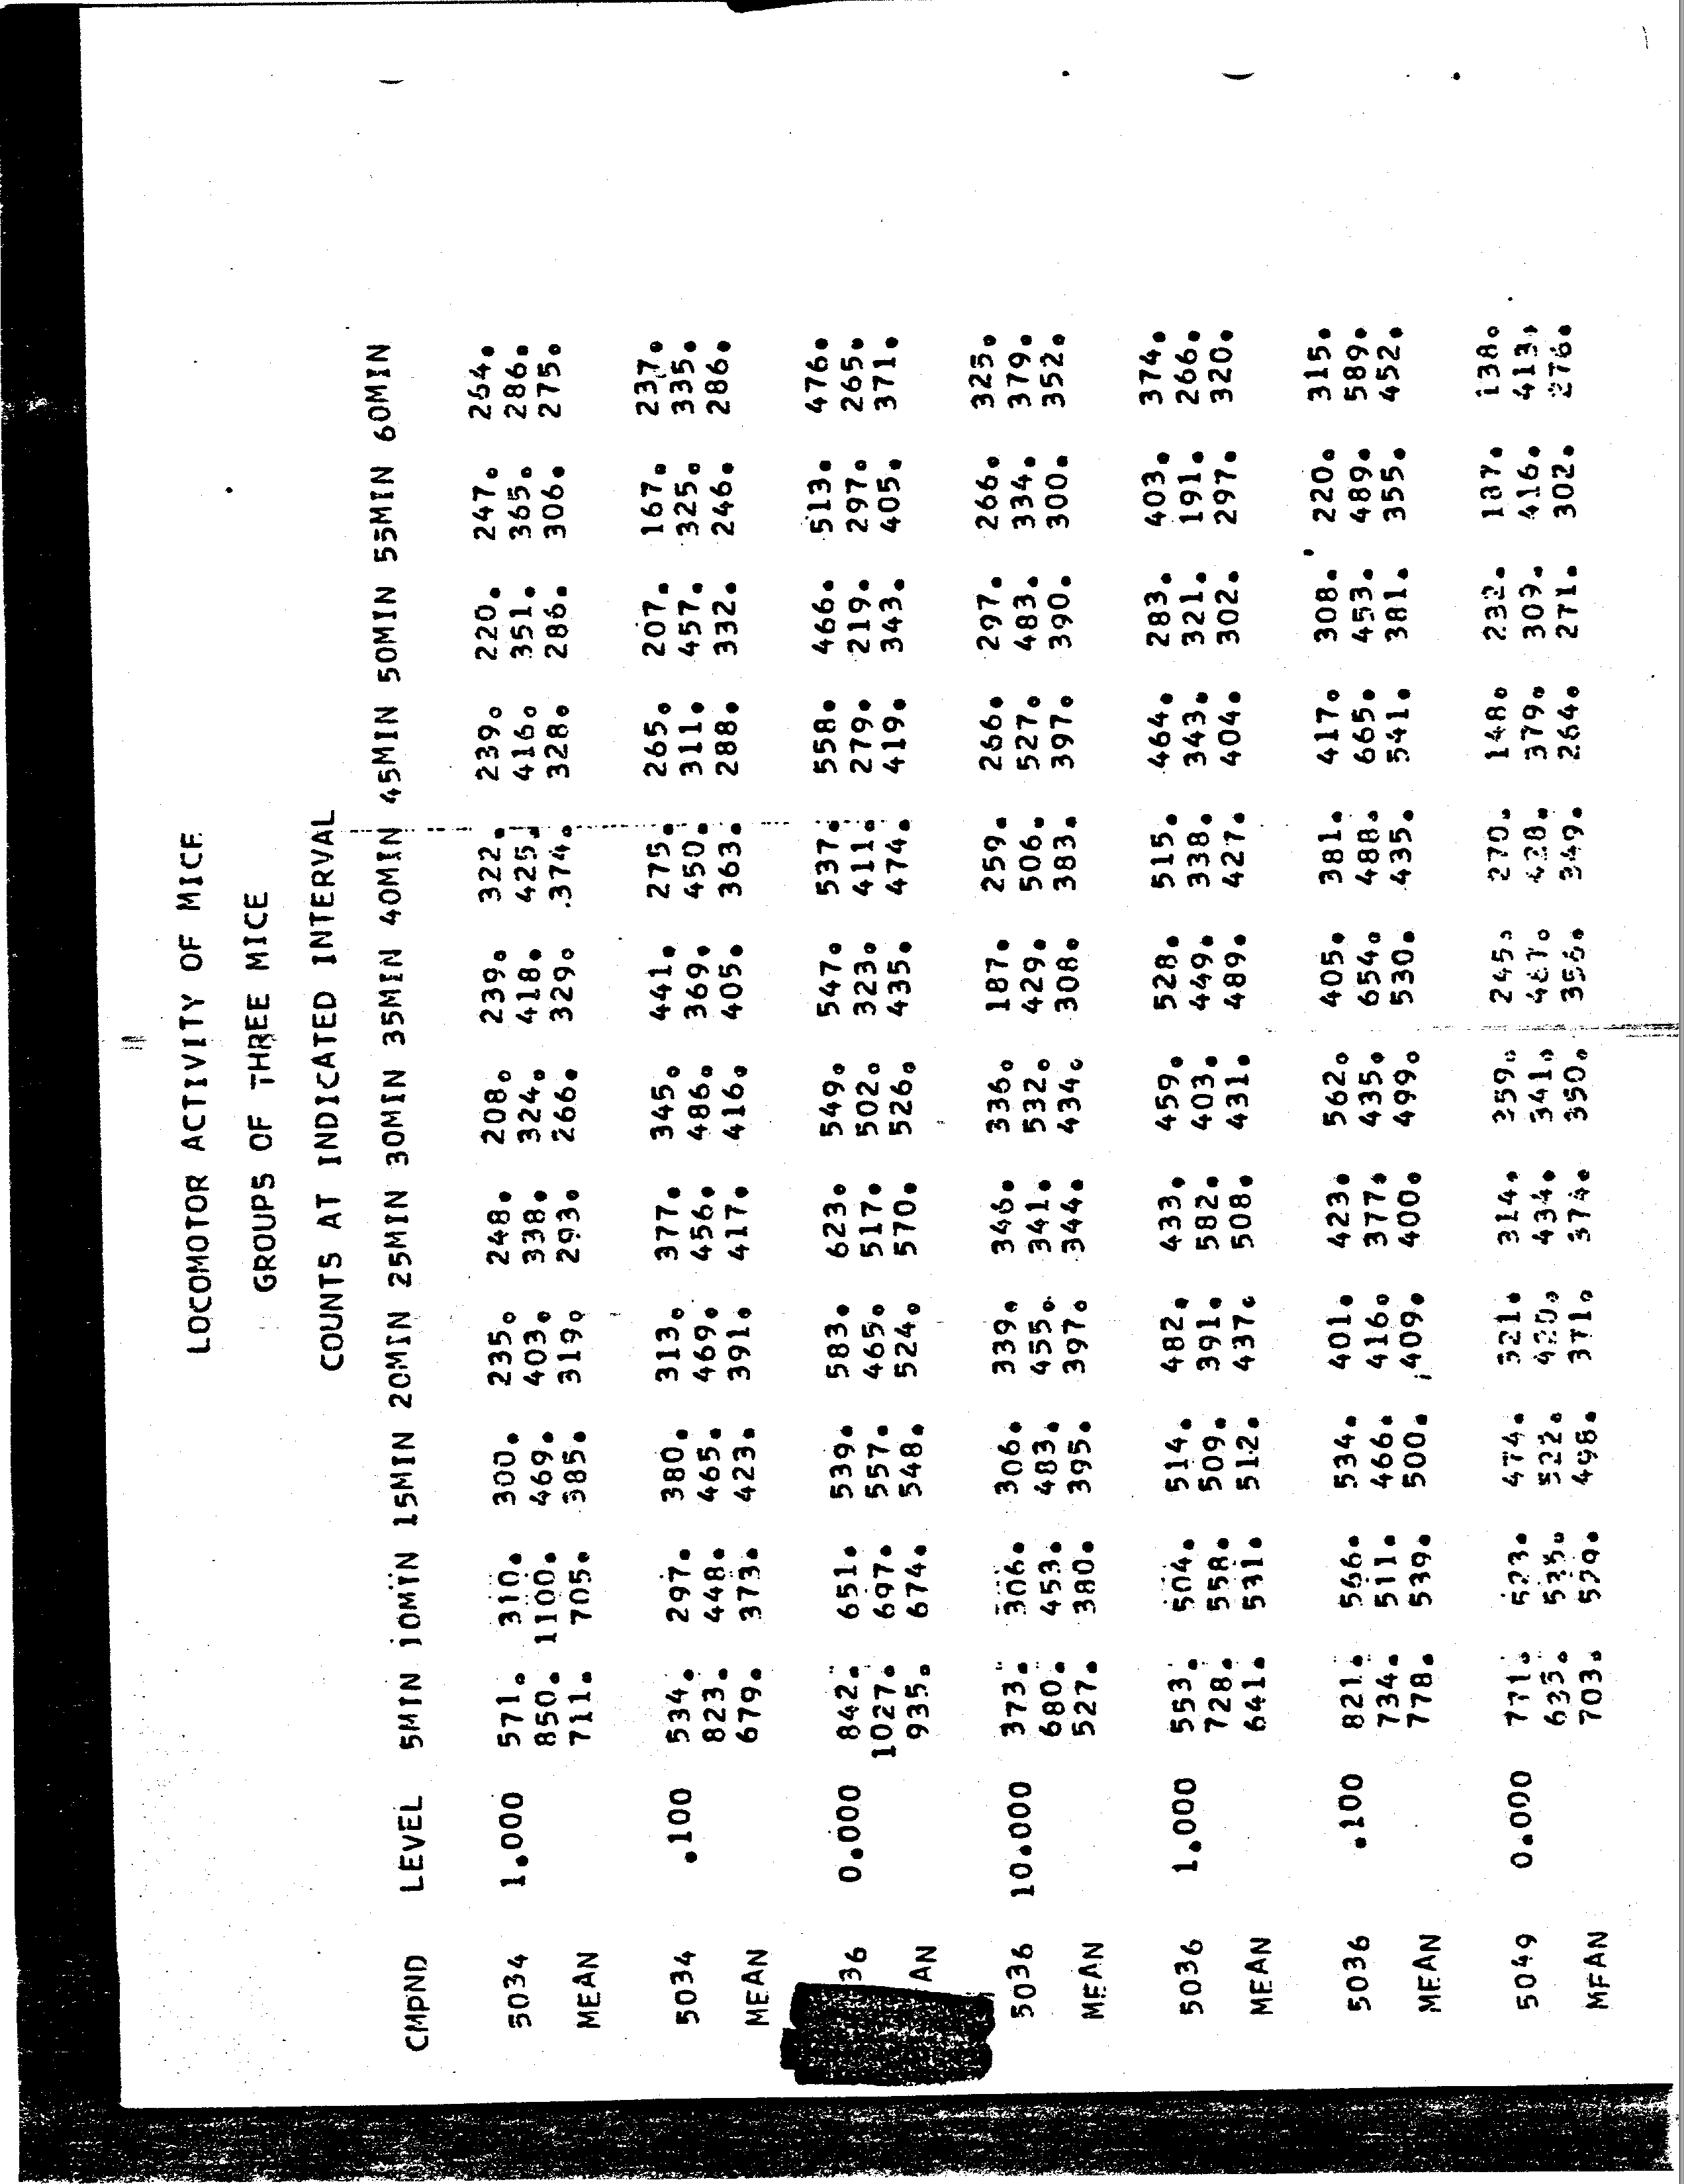 LOCOMOTOR ACTIVITY OF MICE
GROUPS OF THREE MICE
COUNTS AT INDICATED INTERVAL
CMPND LEVEL 5MIN 10MIN 15MIN 20MIN 25MIN 30MIN 35MIN 40MIN 45MIN 50MIN 55MIN 60MIN
5034 1.000 571. 310. 300. 235. 248. 208. 239. 322. 239. 220. 247. 264.
850. 1100. 469. 403. 338. 324. 418. 425. 416. 351. 365. 286.
MEAN 711. 705. 385. 319. 293. 266. 329. 374. 328. 286. 306. 275.
5034 .100 534. 297. 380. 313. 377. 345. 441. 275. 265. 207. 167. 237.
823. 448. 465. 469. 456. 486. 369. 450. 311. 457. 325. 335.
MEAN 679. 373. 423. 391. 417. 416. 405. 363. 288. 332. 246. 286.
36 0.000 842. 651. 539. 583. 623. 549. 547. 537. 558. 466. 513. 476.
1027. 697. 557. 465. 517. 502. 323. 411. 279. 219. 297. 265.
AN 935. 674. 548. 524. 570. 526. 435. 474. 419. 343. 405. 371.
5036 10.000 373. 306. 306. 339. 346. 336. 187. 259. 266. 297. 266. 325.
680. 453. 483. 455. 341. 532. 429. 506. 527. 483. 334. 379.
MEAN 527. 380. 395. 397. 344. 434. 308. 383. 397. 390. 300. 352.
5036 1.000 553. 504. 514. 482. 433. 459. 528. 515. 464. 283. 403. 374.
728. 558. 509. 391. 582. 403. 449. 338. 343. 321. 191. 266.
MEAN 641. 531. 512. 437. 508. 431. 489. 427. 404. 302. 297. 320.
5036 .100 821. 566. 534. 401. 423. 562. 405. 381. 417. 308. 220. 315.
734. 511. 466. 416. 377. 435. 654. 488. 665. 453. 489. 589.
MEAN 778. 539. 500. 409. 400. 499. 530. 435. 541. 381. 355. 452.
5049 0.000 771. 523. 474. 321. 314. 359. 245. 270. 148. 232. 187. 138.
635. 535. 522. 420. 434. 341. 467. 428. 379. 309. 416. 413.
MEAN 703. 529. 498. 371. 374. 350. 356. 349. 264. 271. 302. 276.